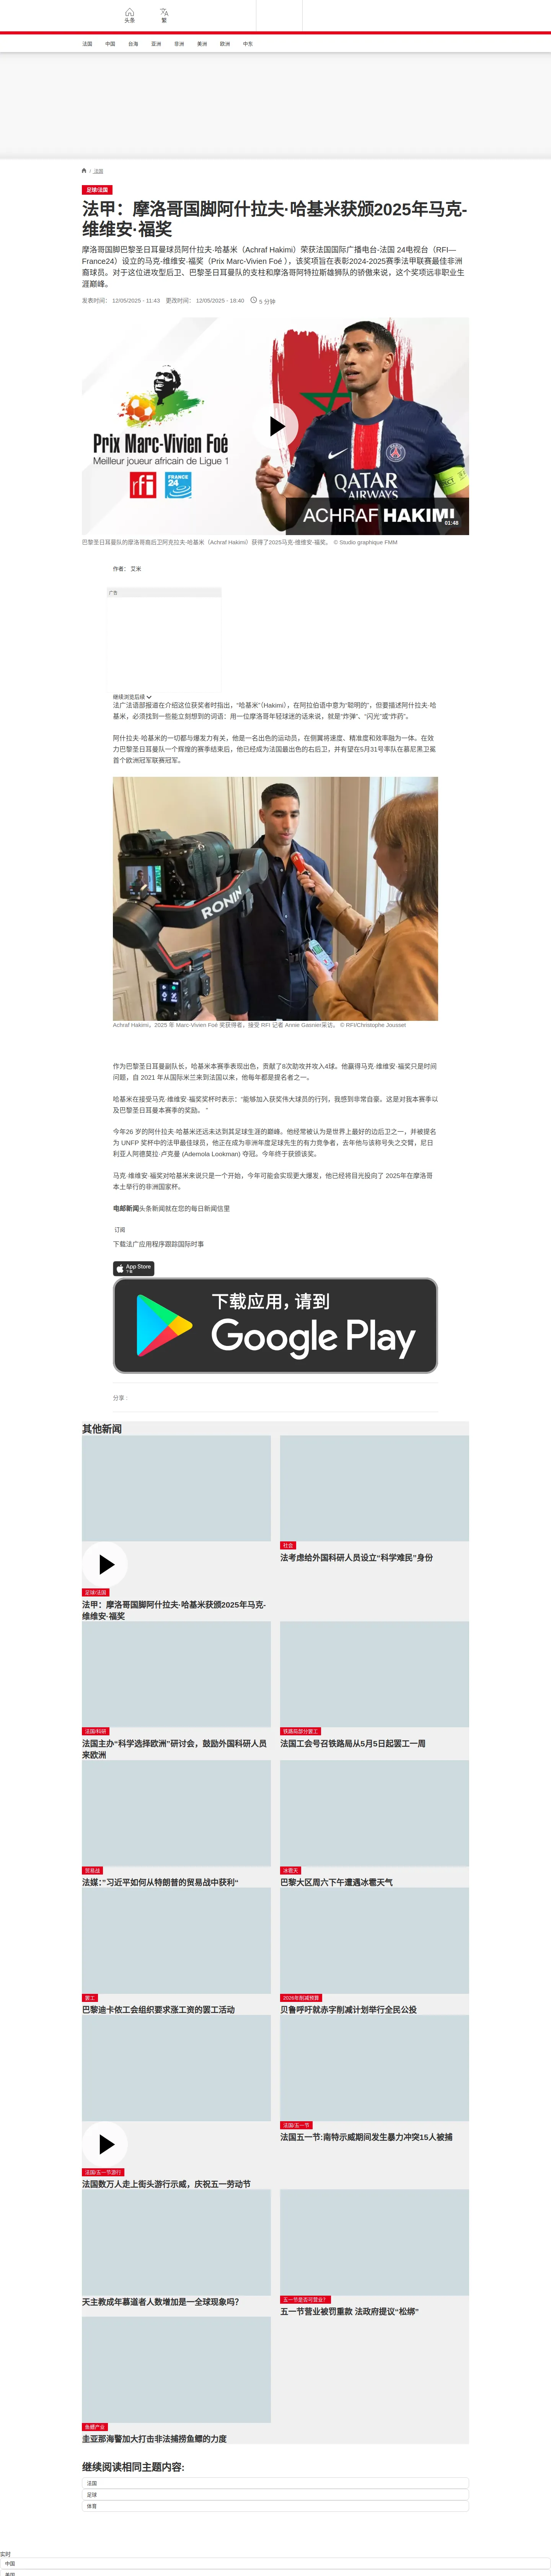 头条
繁
法国
中国
台海
亚洲
非洲
美洲
欧洲
中东
/ 法国
足球/法国
法甲：摩洛哥国脚阿什拉夫·哈基米获颁2025年马克-
维维安·福奖
摩洛哥国脚巴黎圣日耳曼球员阿什拉夫·哈基米（Achraf Hakimi）荣获法国国际广播电台-法国 24电视台（RFI—
France24）设立的马克-维维安·福奖（Prix Marc-Vivien Foé ），该奖项旨在表彰2024-2025赛季法甲联赛最佳非洲
裔球员。对于这位进攻型后卫、巴黎圣日耳曼队的支柱和摩洛哥阿特拉斯雄狮队的骄傲来说，这个奖项远非职业生
涯巅峰。
发表时间： 12/05/2025 - 11:43 更改时间： 12/05/2025 - 18:40 5 分钟
Prix Marc-Vivien Foé
Meilleur joueur africain de Ligue 1
rfi
FRANCE 24
QATAR AIRWAYS
ACHRAF HAKIMI
01:48
巴黎圣日耳曼队的摩洛哥裔后卫阿克拉夫-哈基米（Achraf Hakimi）获得了2025马克-维维安-福奖。 © Studio graphique FMM
作者： 艾米
广告
继续浏览后续
法广法语部报道在介绍这位获奖者时指出，“哈基米”(Hakimi），在阿拉伯语中意为“聪明的”，但要描述阿什拉夫·哈
基米，必须找到一些能立刻想到的词语：用一位摩洛哥年轻球迷的话来说，就是“炸弹”、“闪光”或“炸药”。
阿什拉夫·哈基米的一切都与爆发力有关，他是一名出色的运动员，在侧翼将速度、精准度和效率融为一体。在效
力巴黎圣日耳曼队一个辉煌的赛季结束后，他已经成为法国最出色的右后卫，并有望在5月31号率队在慕尼黑卫冕
首个欧洲冠军联赛冠军。
RONIN
Achraf Hakimi，2025 年 Marc-Vivien Foé 奖获得者，接受 RFI 记者 Annie Gasnier采访。 © RFI/Christophe Jousset
作为巴黎圣日耳曼副队长，哈基米本赛季表现出色，贡献了8次助攻并攻入4球。他赢得马克·维维安·福奖只是时间
问题，自 2021 年从国际米兰来到法国以来，他每年都是提名者之一。
哈基米在接受马克·维维安·福奖奖杯时表示：“能够加入获奖伟大球员的行列，我感到非常自豪。这是对我本赛季以
及巴黎圣日耳曼本赛季的奖励。 ”
今年26 岁的阿什拉夫·哈基米还远未达到其足球生涯的巅峰。他经常被认为是世界上最好的边后卫之一，并被提名
为 UNFP 奖杯中的法甲最佳球员，他正在成为非洲年度足球先生的有力竞争者，去年他与该称号失之交臂，尼日
利亚人阿德莫拉·卢克曼 (Ademola Lookman) 夺冠。今年终于获颁该奖。
马克·维维安·福奖对哈基米来说只是一个开始，今年可能会实现更大爆发，他已经将目光投向了 2025年在摩洛哥
本土举行的非洲国家杯。
电邮新闻头条新闻就在您的每日新闻信里
订阅
下载法广应用程序跟踪国际时事
App Store
下载
下载应用，请到
Google Play
分享 :
其他新闻
足球/法国
法甲：摩洛哥国脚阿什拉夫·哈基米获颁2025年马克-
维维安-福奖
社会
法考虑给外国科研人员设立“科学难民”身份
法国/科研
法国主办“科学选择欧洲”研讨会，鼓励外国科研人员
来欧洲
铁路局部分罢工
法国工会号召铁路局从5月5日起罢工一周
贸易战
法媒：”习近平如何从特朗普的贸易战中获利“
冰雹天
巴黎大区周六下午遭遇冰雹天气
罢工
巴黎迪卡侬工会组织要求涨工资的罢工活动
2026年削减预算
贝鲁呼吁就赤字削减计划举行全民公投
法国/五一节游行
法国数万人走上街头游行示威，庆祝五一劳动节
法国/五一节
法国五一节:南特示威期间发生暴力冲突15人被捕
天主教成年慕道者人数增加是一全球现象吗？
五一节是否可营业?
五一节营业被罚重款 法政府提议“松绑”
鱼鳔产业
圭亚那海警加大打击非法捕捞鱼鳔的力度
继续阅读相同主题内容:
法国
足球
体育
实时
中国
美国